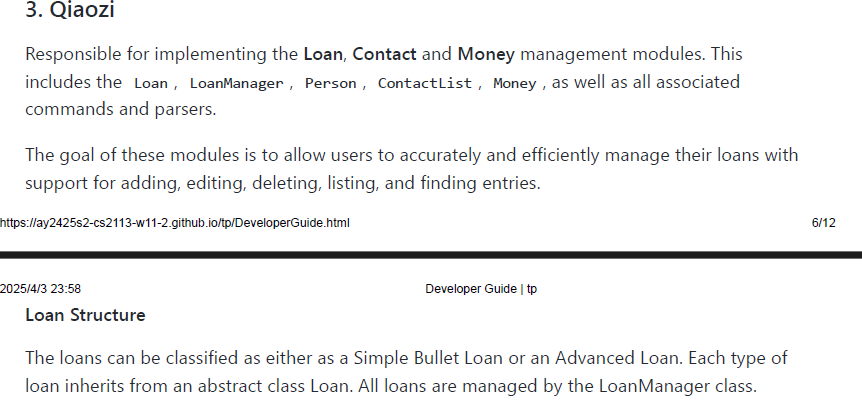 3. Qiaozi
Responsible for implementing the Loan, Contact and Money management modules. This
includes the Loan , LoanManager , Person , ContactList , Money , as well as all associated
commands and parsers.
The goal of these modules is to allow users to accurately and efficiently manage their loans with
support for adding, editing, deleting, listing, and finding entries.
https://ay2425s2-cs2113-w11-2.github.io/tp/DeveloperGuide.html 6/12
2025/4/3 23:58 Developer Guide | tp
Loan Structure
The loans can be classified as either as a Simple Bullet Loan or an Advanced Loan. Each type of
loan inherits from an abstract class Loan. All loans are managed by the LoanManager class.